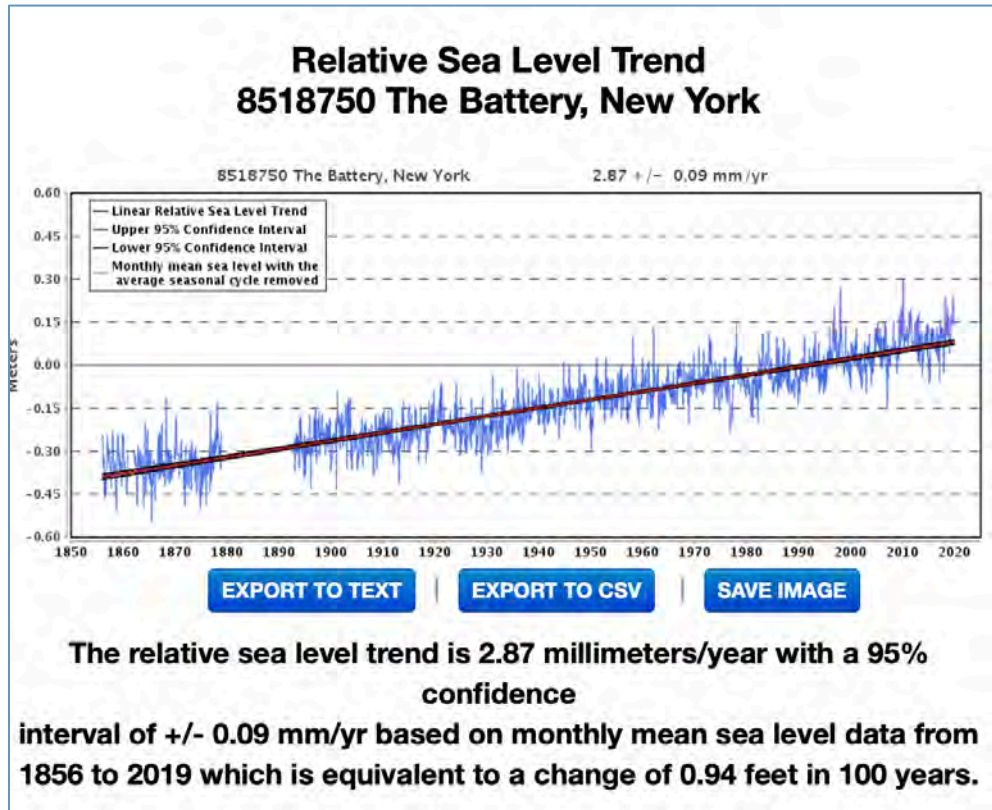 Relative Sea Level Trend
8518750 The Battery, New York
8518750 The Battery, New York 2.87 +/- 0.09 mm/yr
0.60
Linear Relative Sea Level Trend
Upper 95% Confidence Interval
Lower 95% Confidence Interval
Monthly mean sea level with the
average seasonal cycle removed
0.45
0.30
0.15
0.00
Meters
-0.15
-0.30
-0.45
-0.60
1850 1860 1870 1880 1890 1900 1910 1920 1930 1940 1950 1960 1970 1980 1990 2000 2010 2020
EXPORT TO TEXT | EXPORT TO CSV | SAVE IMAGE
The relative sea level trend is 2.87 millimeters/year with a 95%
confidence
interval of +/- 0.09 mm/yr based on monthly mean sea level data from
1856 to 2019 which is equivalent to a change of 0.94 feet in 100 years.